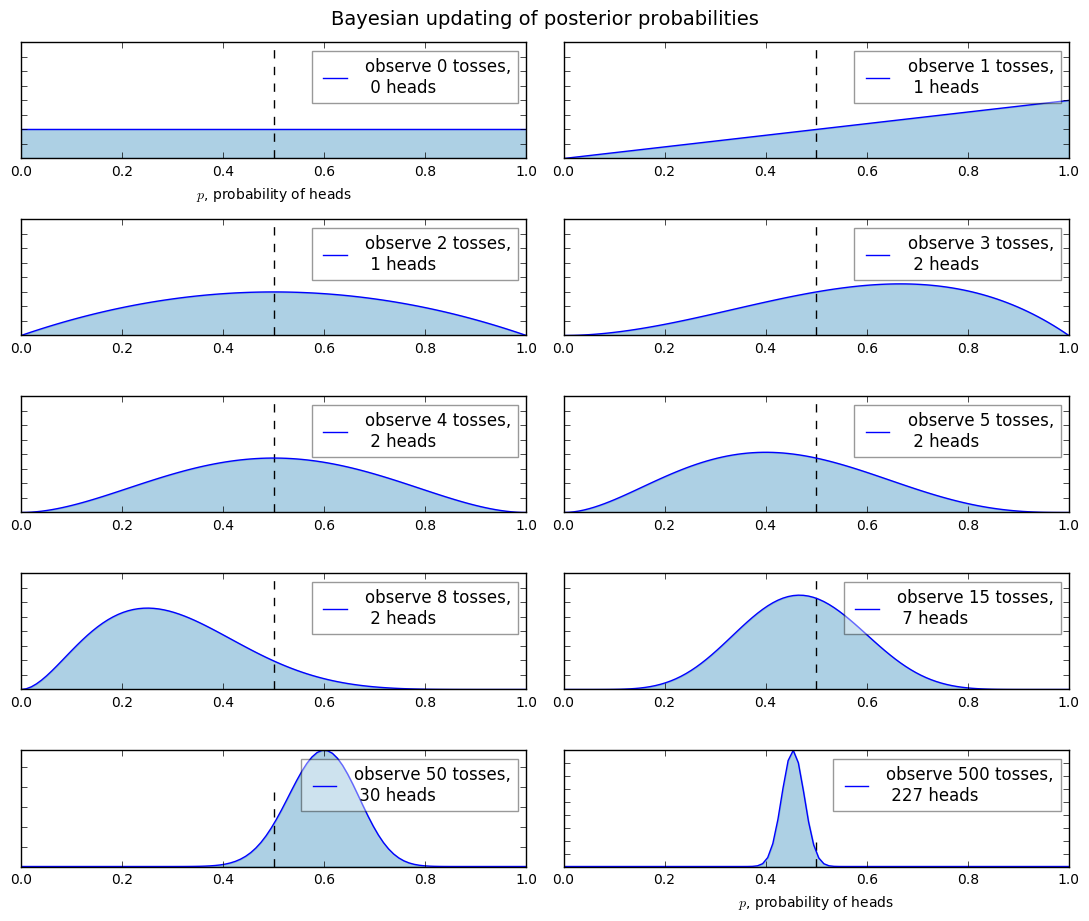 Bayesian updating of posterior probabilities
observe 0 tosses,
0 heads
0.0 0.2 0.4 0.6 0.8 1.0
p, probability of heads
observe 1 tosses,
1 heads
0.0 0.2 0.4 0.6 0.8 1.0
observe 2 tosses,
1 heads
0.0 0.2 0.4 0.6 0.8 1.0
observe 3 tosses,
2 heads
0.0 0.2 0.4 0.6 0.8 1.0
observe 4 tosses,
2 heads
0.0 0.2 0.4 0.6 0.8 1.0
observe 5 tosses,
2 heads
0.0 0.2 0.4 0.6 0.8 1.0
observe 8 tosses,
2 heads
0.0 0.2 0.4 0.6 0.8 1.0
observe 15 tosses,
7 heads
0.0 0.2 0.4 0.6 0.8 1.0
observe 50 tosses,
30 heads
0.0 0.2 0.4 0.6 0.8 1.0
observe 500 tosses,
227 heads
0.0 0.2 0.4 0.6 0.8 1.0
p, probability of heads